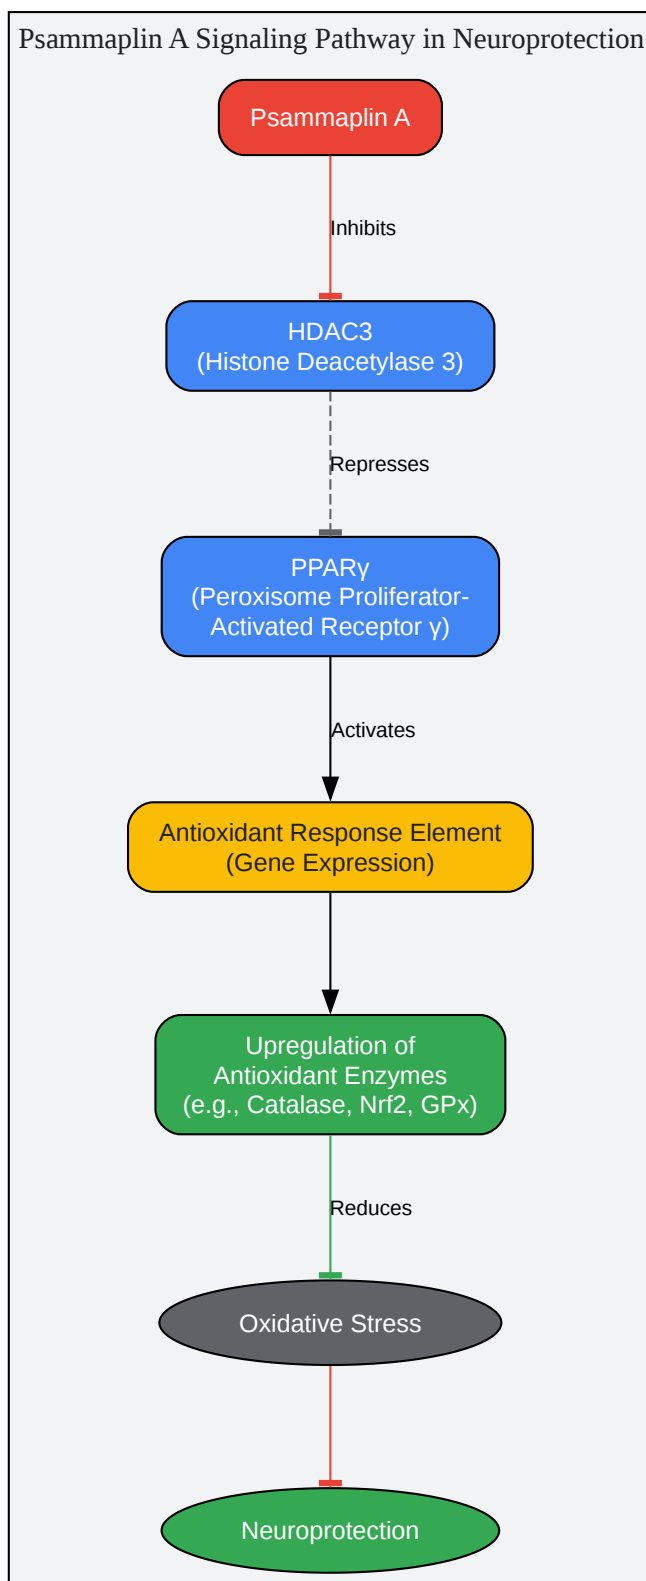 Psammaplin A Signaling Pathway in Neuroprotection
Psammaplin A
Inhibits
HDAC3
(Histone Deacetylase 3)
Represses
PPARγ
(Peroxisome Proliferator-
Activated Receptor γ)
Activates
Antioxidant Response Element
(Gene Expression)
Upregulation of
Antioxidant Enzymes
(e.g., Catalase, Nrf2, GPx)
Reduces
Oxidative Stress
Neuroprotection